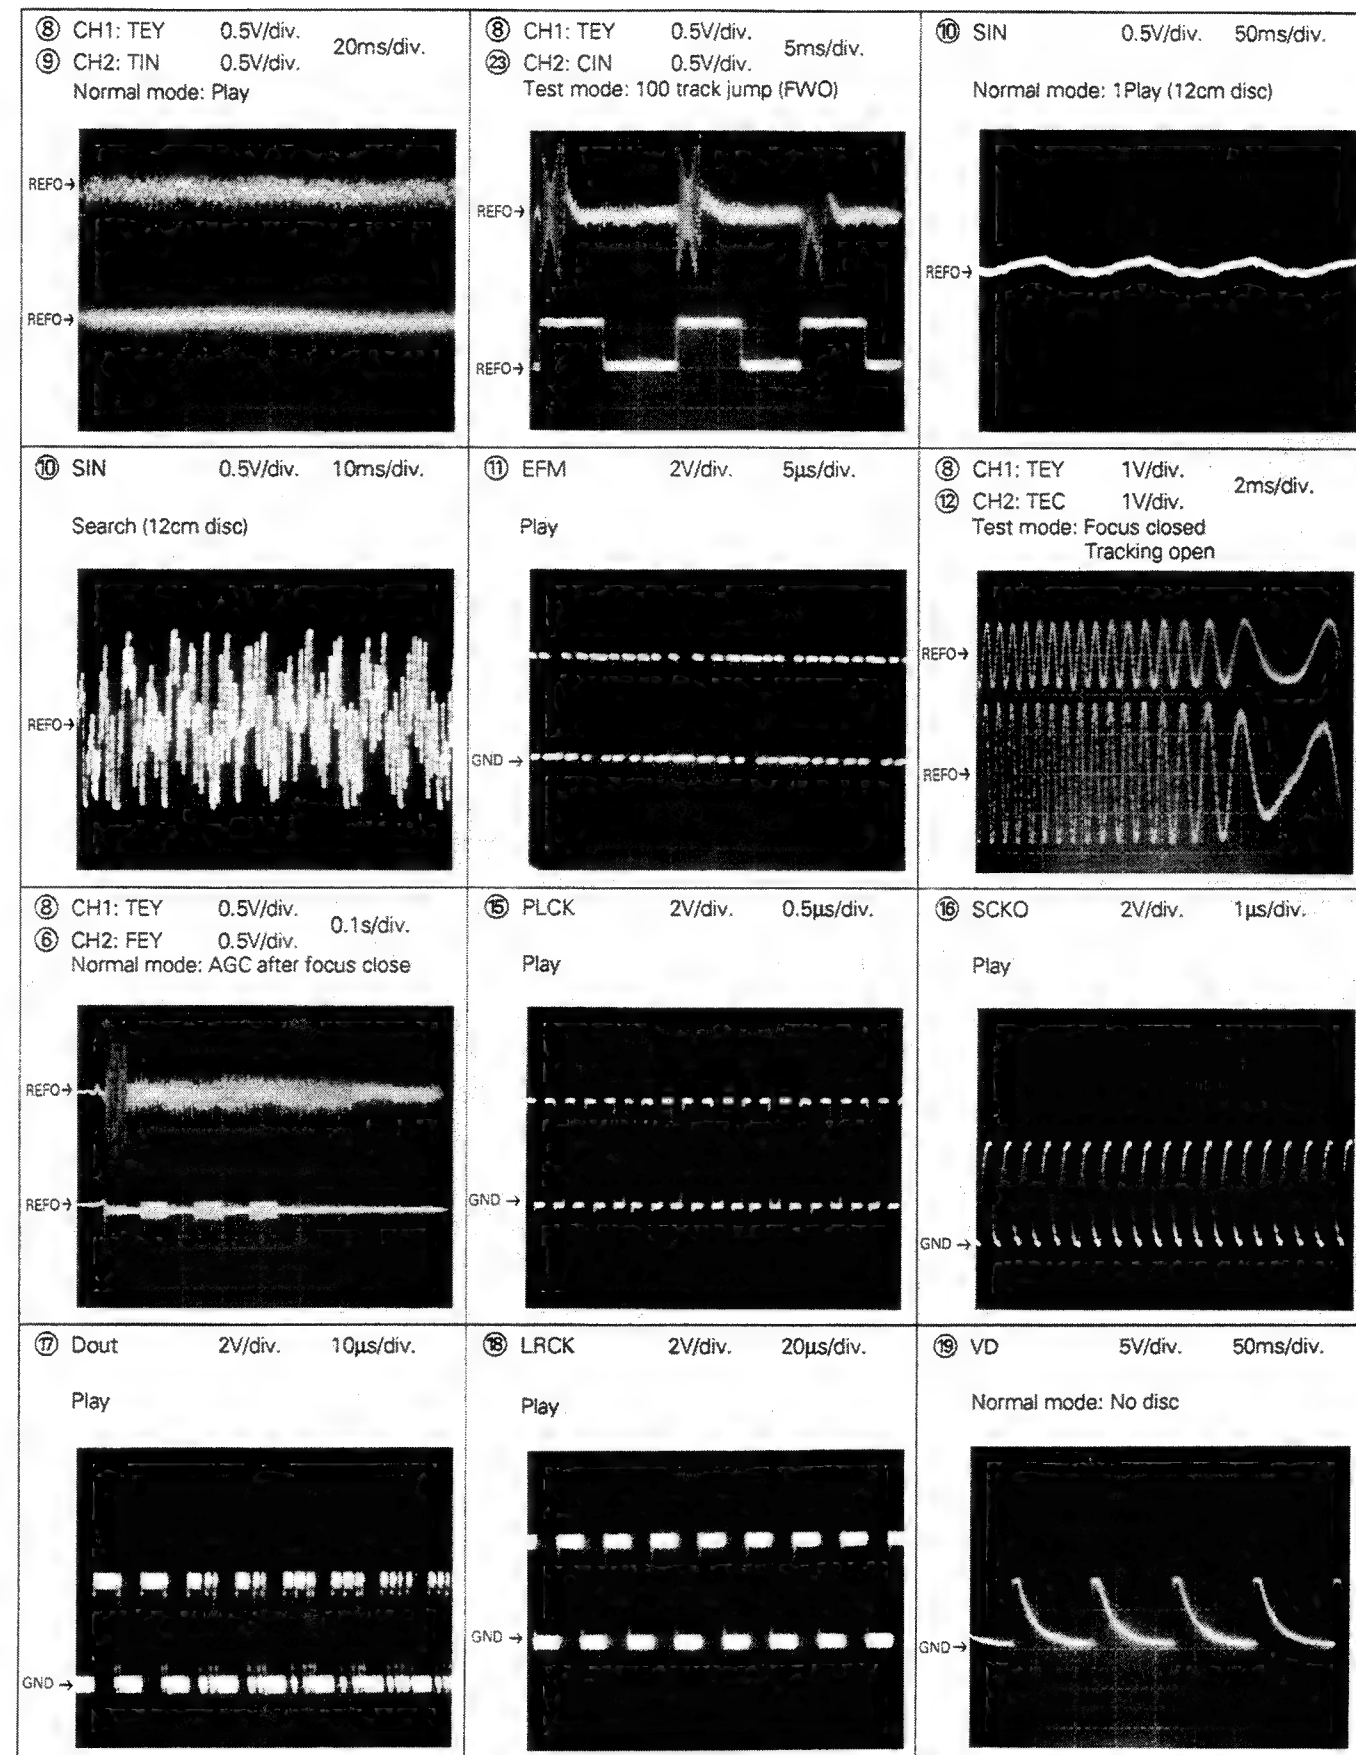 ⑧ CH1: TEY 0.5V/div. 20ms/div.
⑨ CH2: TIN 0.5V/div.
Normal mode: Play
REFO→
REFO→
⑧ CH1: TEY 0.5V/div. 5ms/div.
㉓ CH2: CIN 0.5V/div.
Test mode: 100 track jump (FWO)
REFO→
REFO→
⑩ SIN 0.5V/div. 50ms/div.
Normal mode: 1Play (12cm disc)
REFO→
⑩ SIN 0.5V/div. 10ms/div.
Search (12cm disc)
REFO→
⑪ EFM 2V/div. 5µs/div.
Play
GND →
⑧ CH1: TEY 1V/div. 2ms/div.
⑫ CH2: TEC 1V/div.
Test mode: Focus closed
Tracking open
REFO→
REFO→
⑧ CH1: TEY 0.5V/div. 0.1s/div.
⑥ CH2: FEY 0.5V/div.
Normal mode: AGC after focus close
REFO→
REFO→
⑮ PLCK 2V/div. 0.5µs/div.
Play
GND →
⑯ SCKO 2V/div. 1µs/div.
Play
GND →
⑰ Dout 2V/div. 10µs/div.
Play
GND →
⑱ LRCK 2V/div. 20µs/div.
Play
GND →
⑲ VD 5V/div. 50ms/div.
Normal mode: No disc
GND→